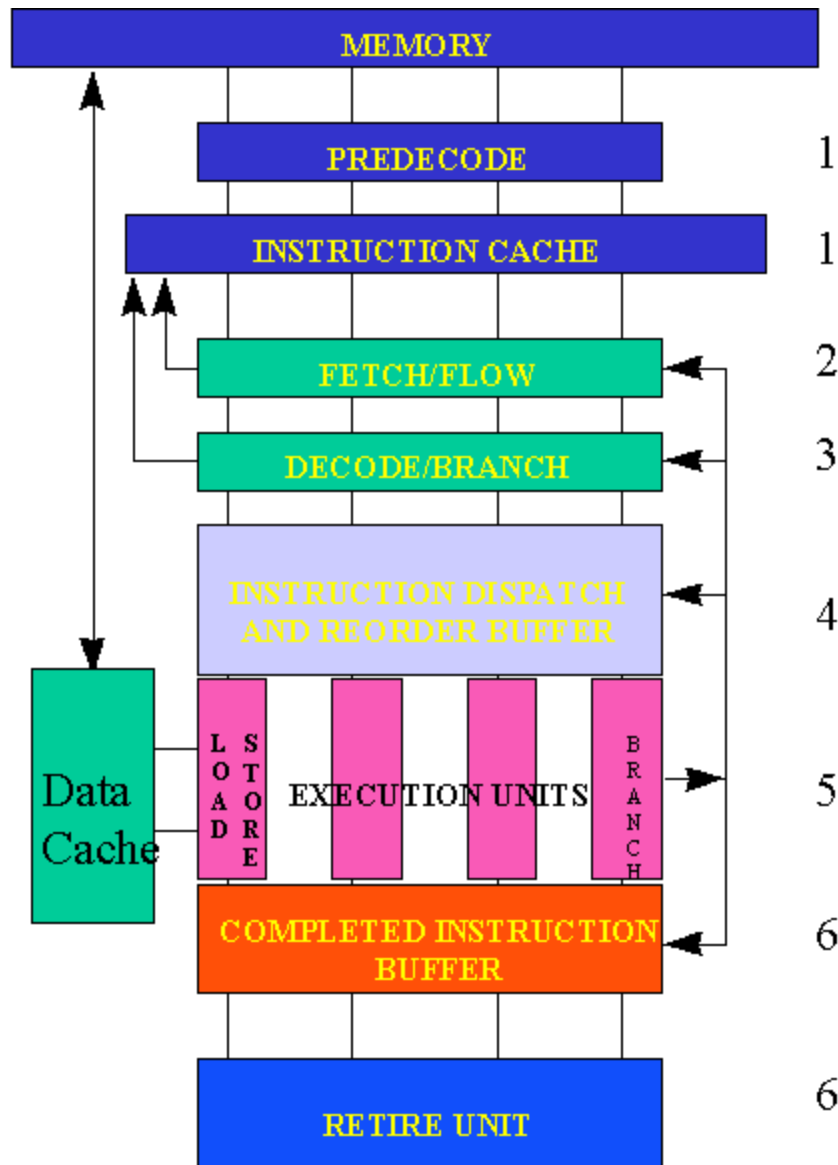 MEMORY
PREDECODE
1
INSTRUCTION CACHE
1
FETCH/FLOW
2
DECODE/BRANCH
3
INSTRUCTION DISPATCH
AND REORDER BUFFER
4
LOAD
STORE
EXECUTION UNITS
BRANCH
5
Data
Cache
COMPLETED INSTRUCTION
BUFFER
6
RETIRE UNIT
6